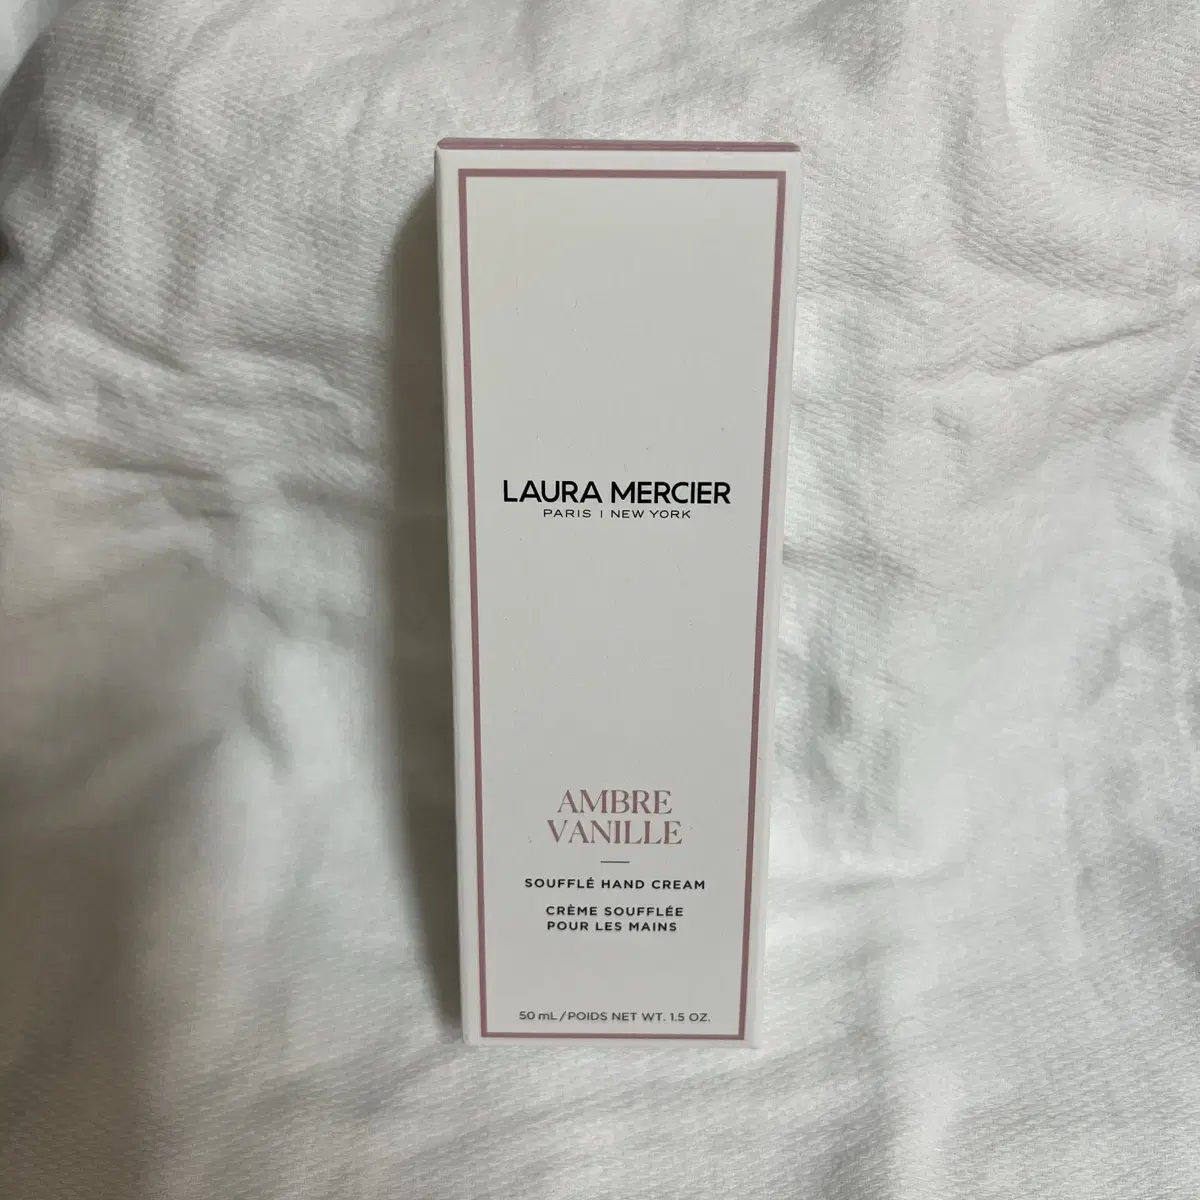 LAURA MERCIER
PARIS | NEW YORK
AMBRE
VANILLE
SOUFFLÉ HAND CREAM
CRÈME SOUFFLÉE
POUR LES MAINS
50 mL / POIDS NET WT. 1.5 OZ.